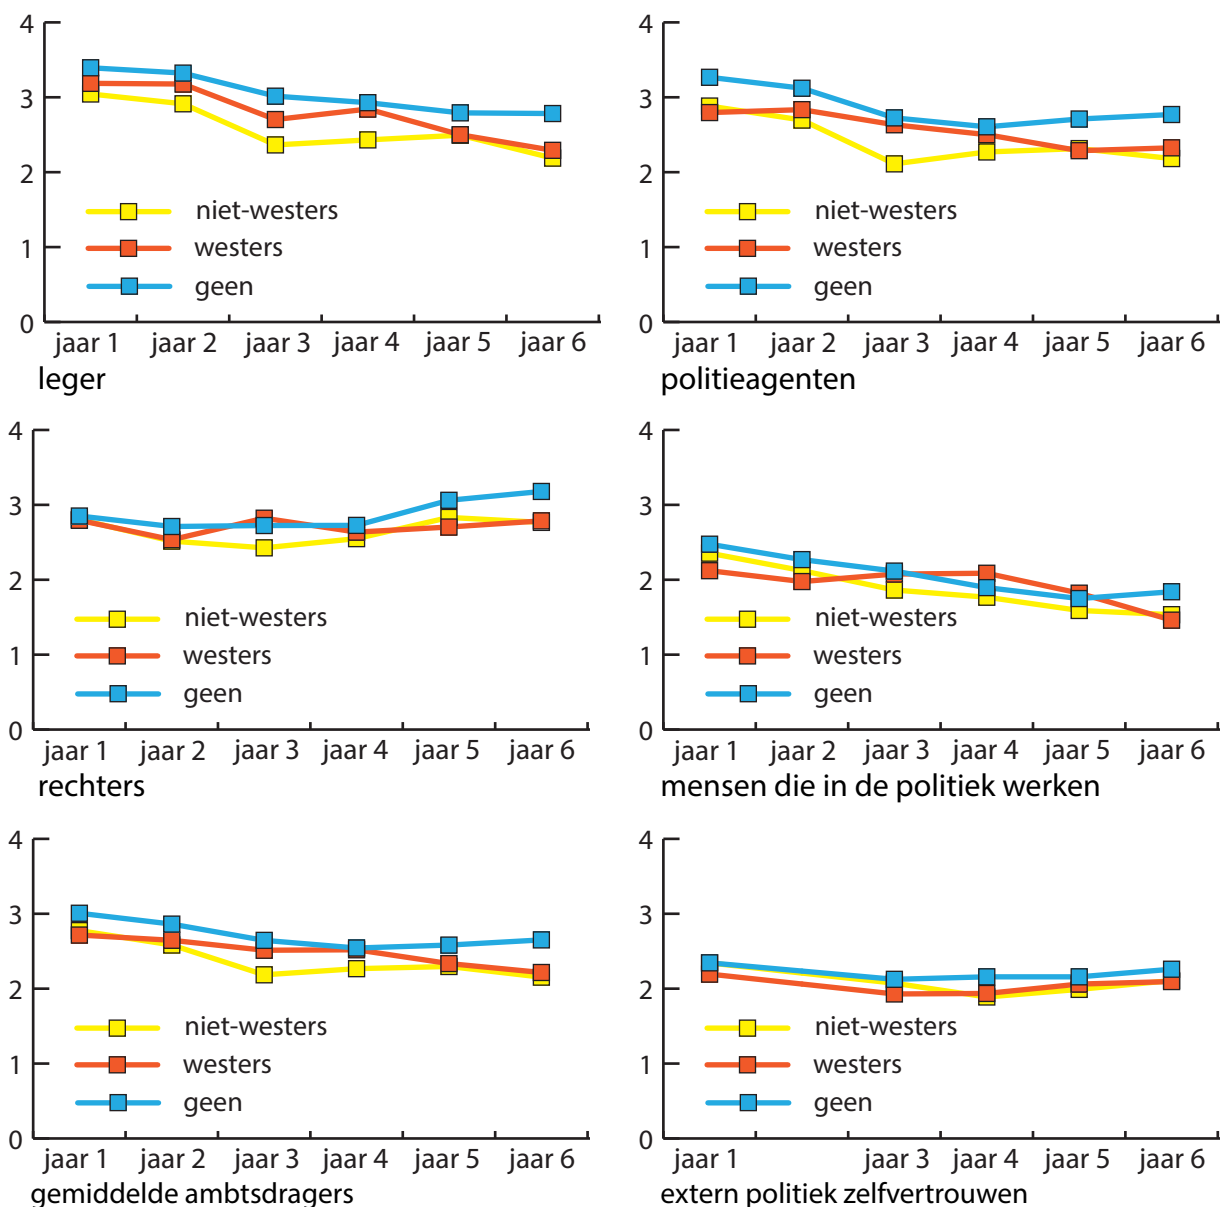 4
3
2
1
0
niet-westers
westers
geen
jaar 1 jaar 2 jaar 3 jaar 4 jaar 5 jaar 6
leger
4
3
2
1
0
niet-westers
westers
geen
jaar 1 jaar 2 jaar 3 jaar 4 jaar 5 jaar 6
politieagenten
4
3
2
1
0
niet-westers
westers
geen
jaar 1 jaar 2 jaar 3 jaar 4 jaar 5 jaar 6
rechters
4
3
2
1
0
niet-westers
westers
geen
jaar 1 jaar 2 jaar 3 jaar 4 jaar 5 jaar 6
mensen die in de politiek werken
4
3
2
1
0
niet-westers
westers
geen
jaar 1 jaar 2 jaar 3 jaar 4 jaar 5 jaar 6
gemiddelde ambtsdragers
4
3
2
1
0
niet-westers
westers
geen
jaar 1 jaar 3 jaar 4 jaar 5 jaar 6
extern politiek zelfvertrouwen